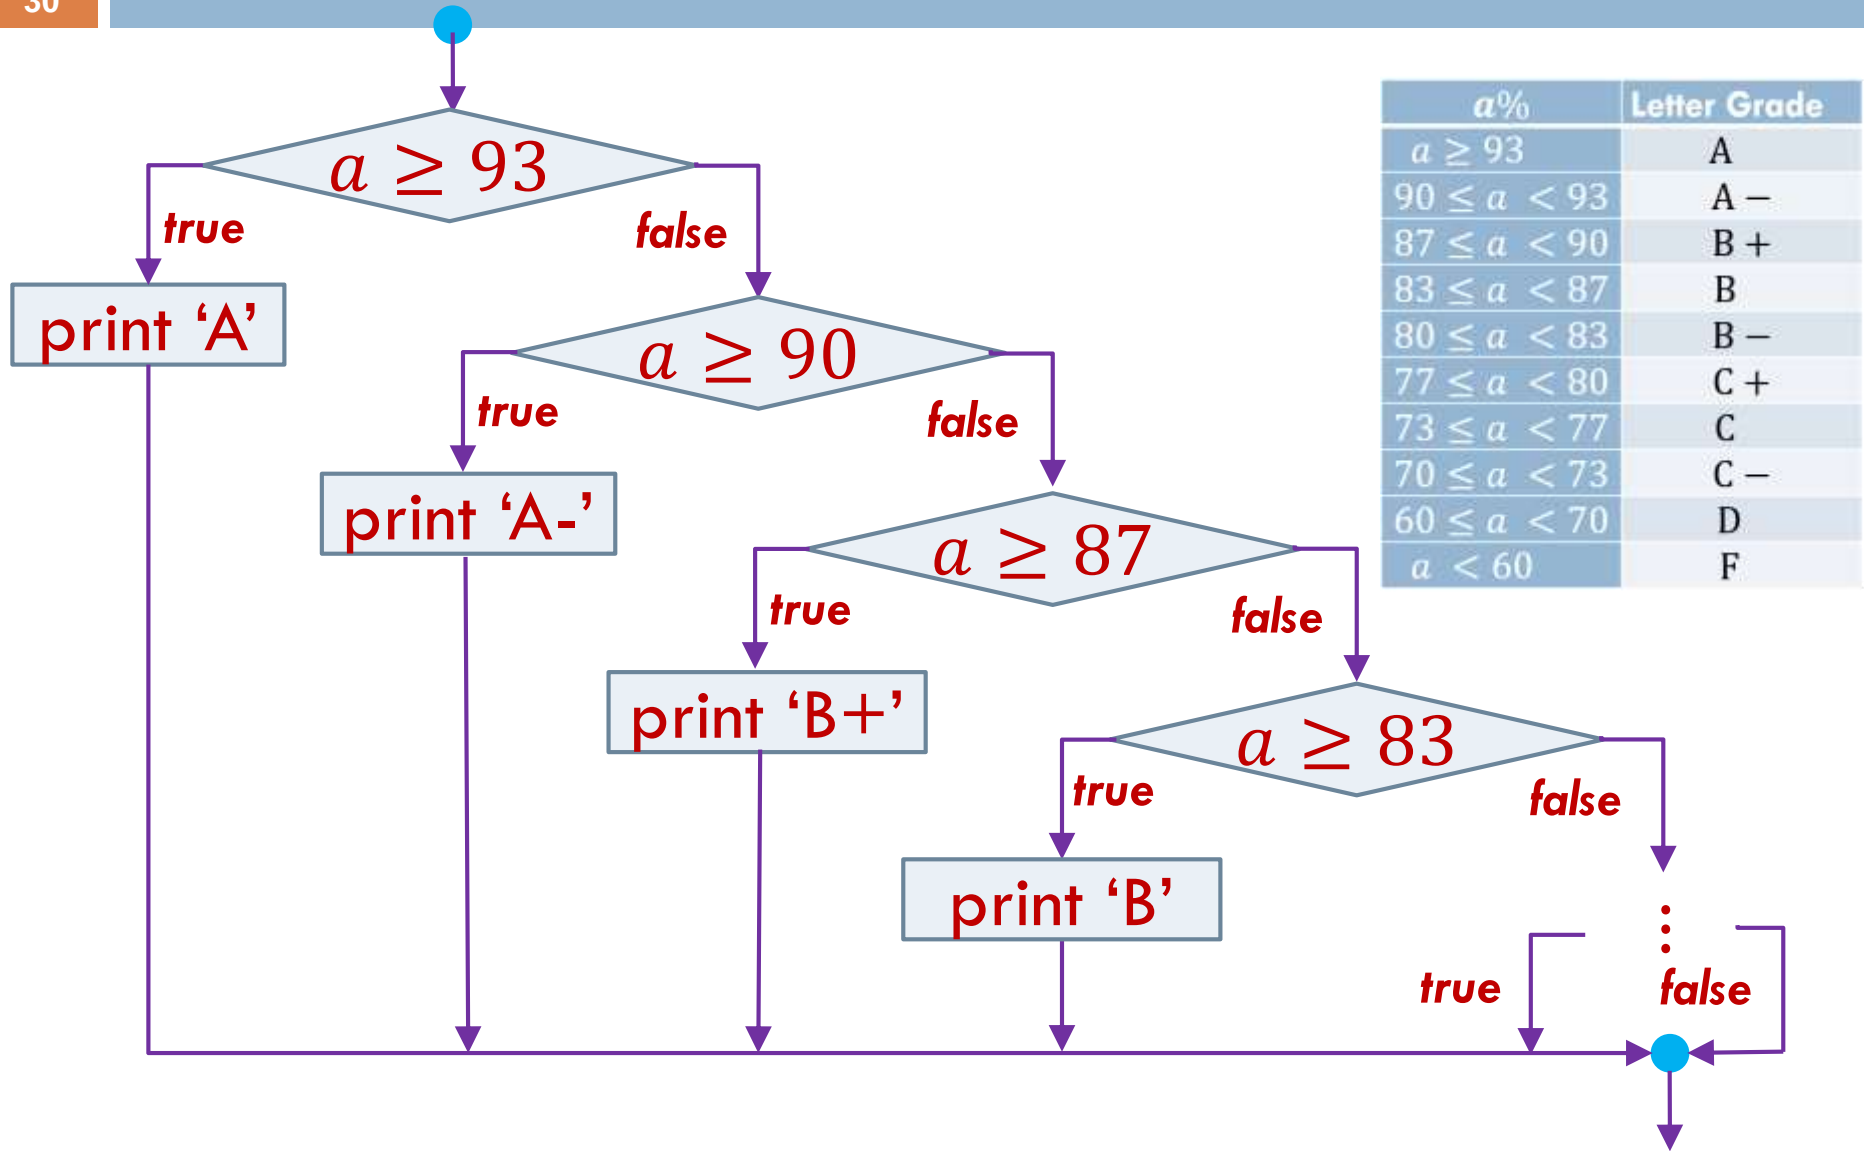 30
a ≥ 93
true
false
print ‘A’
a ≥ 90
true
false
print ‘A-’
a ≥ 87
true
false
print ‘B+’
a ≥ 83
true
false
print ‘B’
⋮
true
false
a% Letter Grade
a ≥ 93 A
90 ≤ a < 93 A −
87 ≤ a < 90 B +
83 ≤ a < 87 B
80 ≤ a < 83 B −
77 ≤ a < 80 C +
73 ≤ a < 77 C
70 ≤ a < 73 C −
60 ≤ a < 70 D
a < 60 F